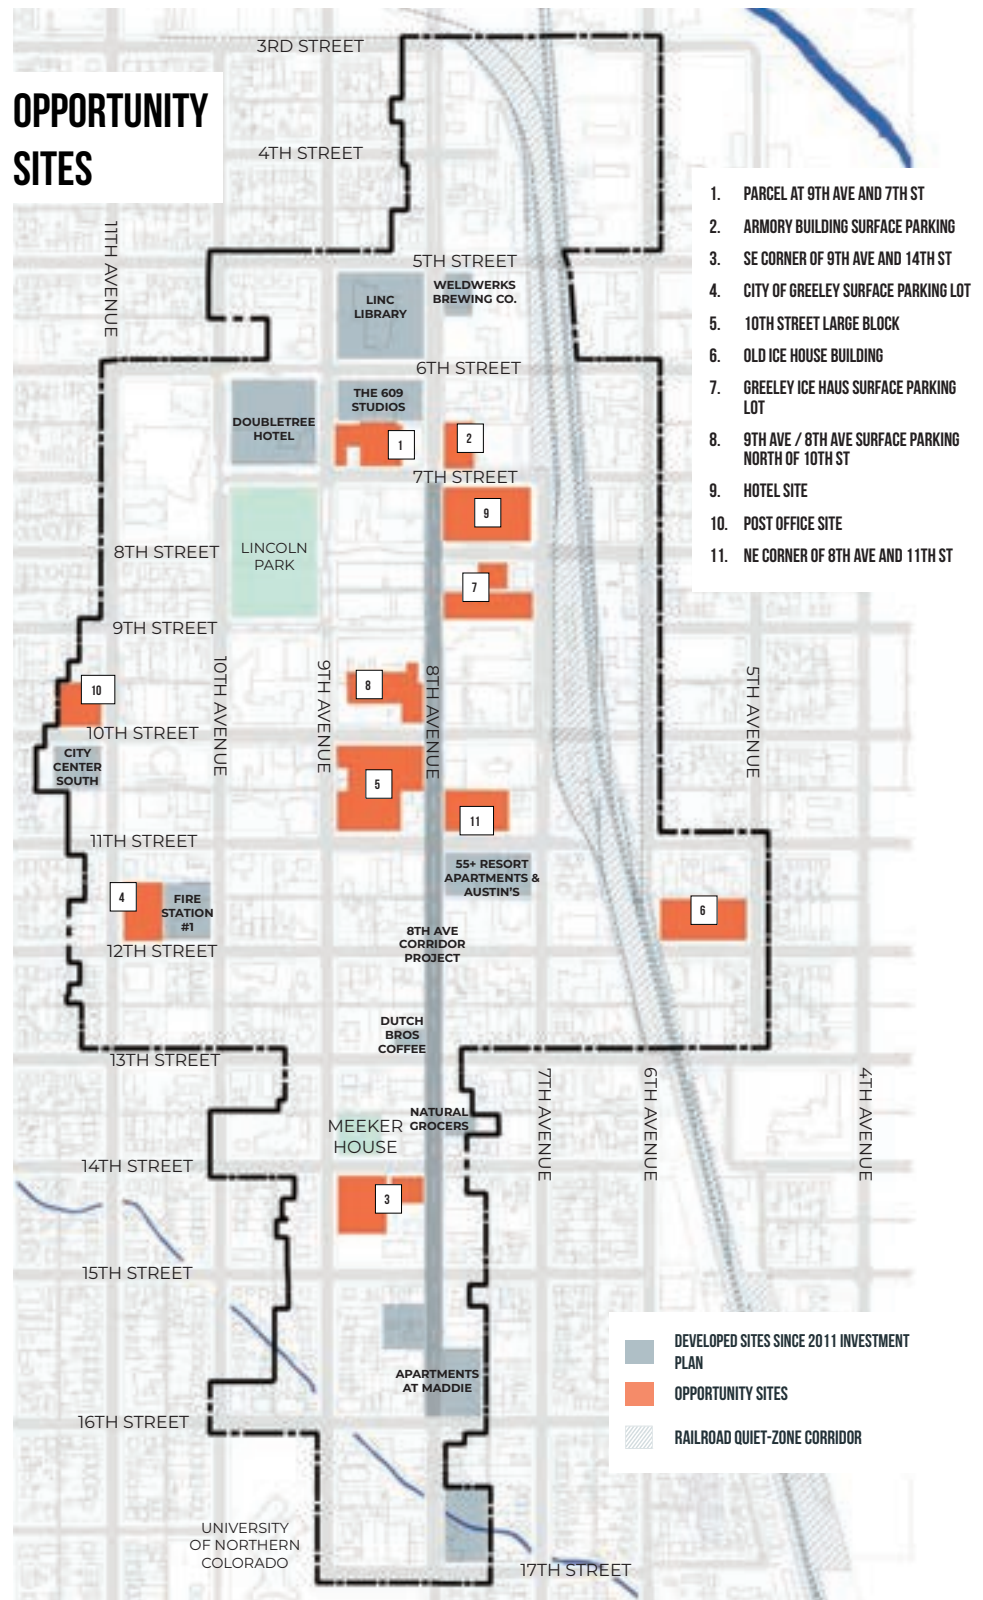 OPPORTUNITY
SITES
3RD STREET
4TH STREET
11TH AVENUE
5TH STREET
WELDWERKS
BREWING CO.
LINC
LIBRARY
6TH STREET
THE 609
STUDIOS
DOUBLETREE
HOTEL
1
2
7TH STREET
9
8TH STREET
LINCOLN
PARK
7
9TH STREET
10TH AVENUE
9TH AVENUE
8TH AVENUE
5TH AVENUE
10
8
10TH STREET
CITY
CENTER
SOUTH
5
11
11TH STREET
55+ RESORT
APARTMENTS &
AUSTIN'S
4
FIRE
STATION
#1
6
12TH STREET
8TH AVE
CORRIDOR
PROJECT
DUTCH
BROS
COFFEE
13TH STREET
7TH AVENUE
6TH AVENUE
4TH AVENUE
NATURAL
GROCERS
MEEKER
HOUSE
14TH STREET
3
15TH STREET
APARTMENTS
AT MADDIE
16TH STREET
UNIVERSITY
OF NORTHERN
COLORADO
17TH STREET
1. PARCEL AT 9TH AVE AND 7TH ST
2. ARMORY BUILDING SURFACE PARKING
3. SE CORNER OF 9TH AVE AND 14TH ST
4. CITY OF GREELEY SURFACE PARKING LOT
5. 10TH STREET LARGE BLOCK
6. OLD ICE HOUSE BUILDING
7. GREELEY ICE HAUS SURFACE PARKING
LOT
8. 9TH AVE / 8TH AVE SURFACE PARKING
NORTH OF 10TH ST
9. HOTEL SITE
10. POST OFFICE SITE
11. NE CORNER OF 8TH AVE AND 11TH ST
DEVELOPED SITES SINCE 2011 INVESTMENT
PLAN
OPPORTUNITY SITES
RAILROAD QUIET-ZONE CORRIDOR